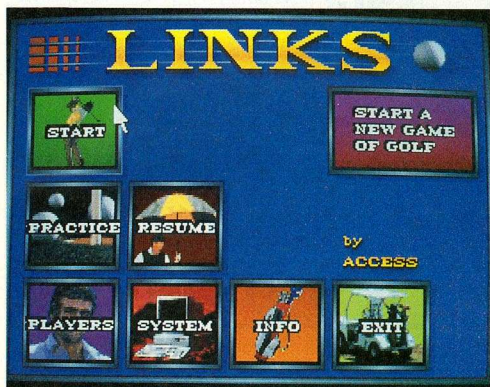 LINKS
START
START A
NEW GAME
OF GOLF
PRACTICE
RESUME
by
ACCESS
PLAYERS
SYSTEM
INFO
EXIT